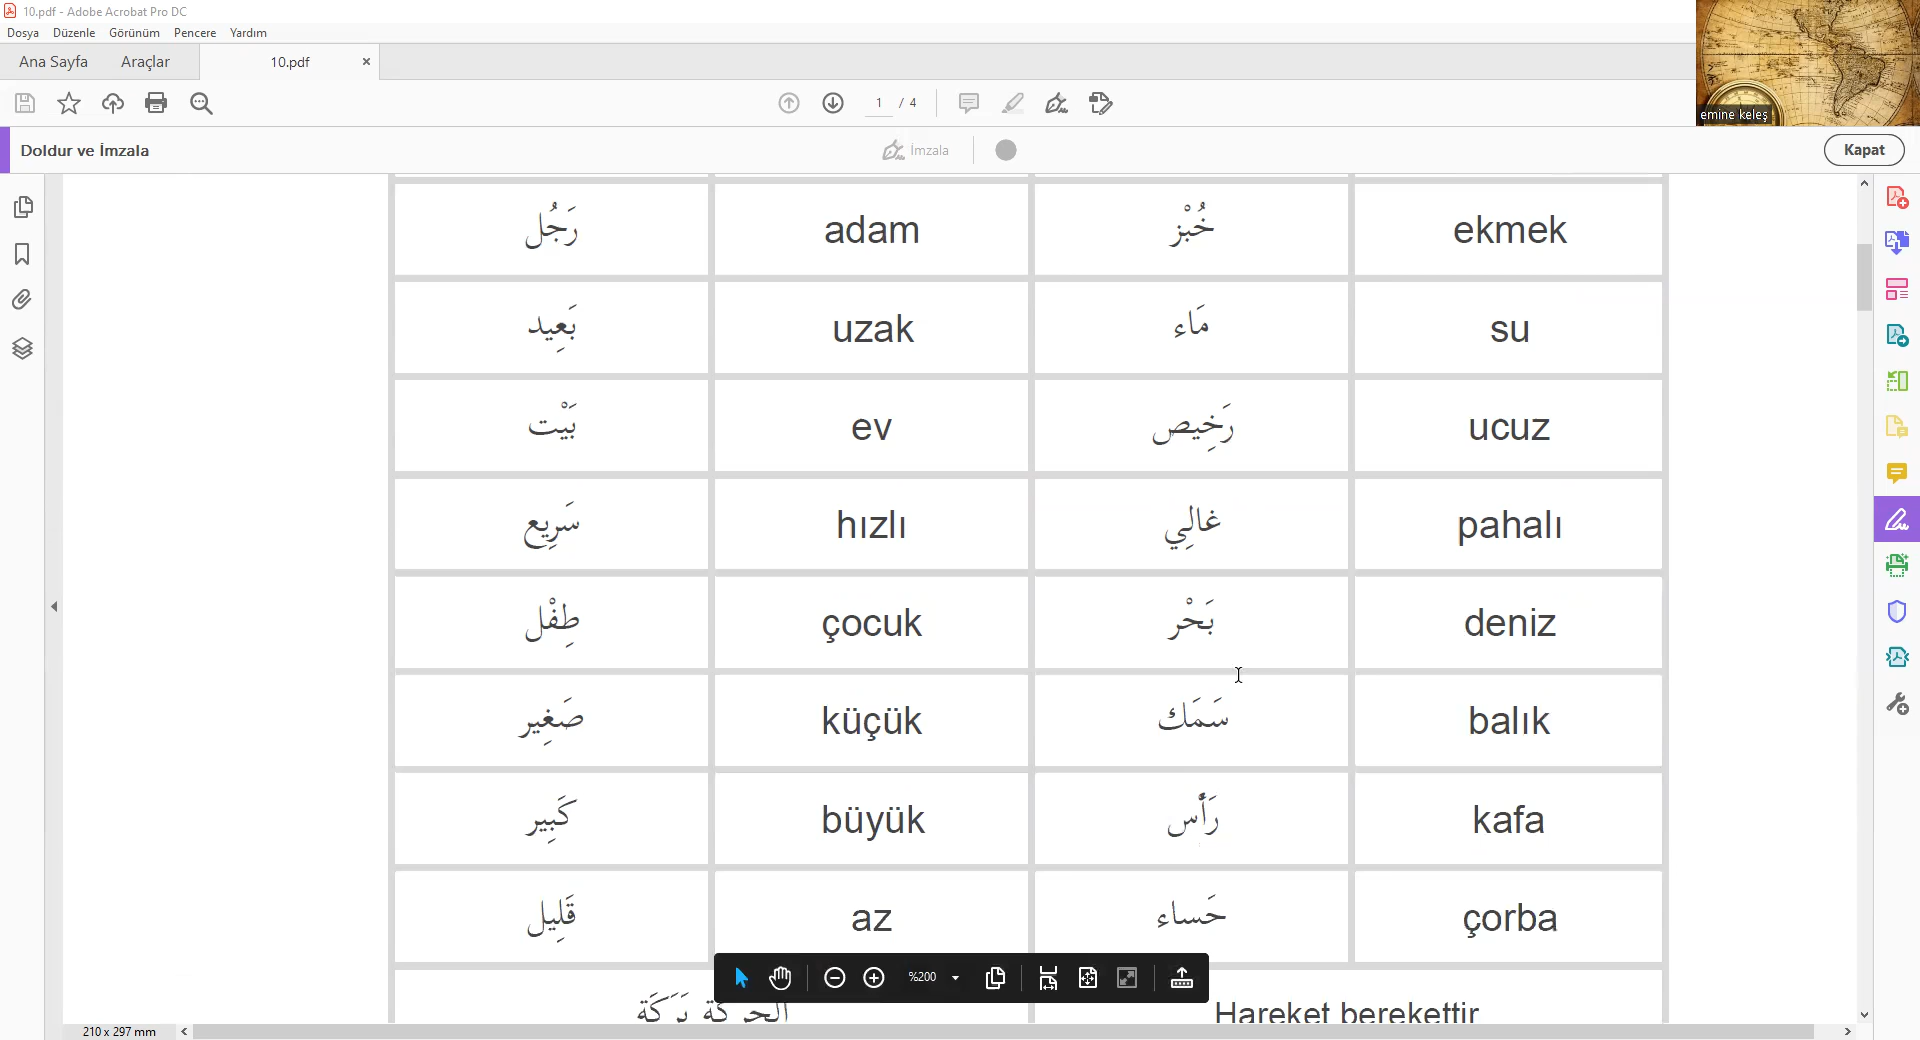 10.pdf - Adobe Acrobat Pro DC
Dosya Düzenle Görünüm Pencere Yardım
Ana Sayfa Araçlar 10.pdf ×
1 / 4
emine keleş
Doldur ve İmzala İmzala Kapat
رَجُل adam خُبْز ekmek
بَعِيد uzak مَاء su
بَيْت ev رَخِيص ucuz
سَرِيع hızlı غالِي pahalı
طِفْل çocuk بَحْر deniz
صَغِير küçük سَمَك balık
كَبِير büyük رَأْس kafa
قَلِيل az حَساء çorba
%200
الحركة بَرَكَة Hareket berekettir
210 x 297 mm